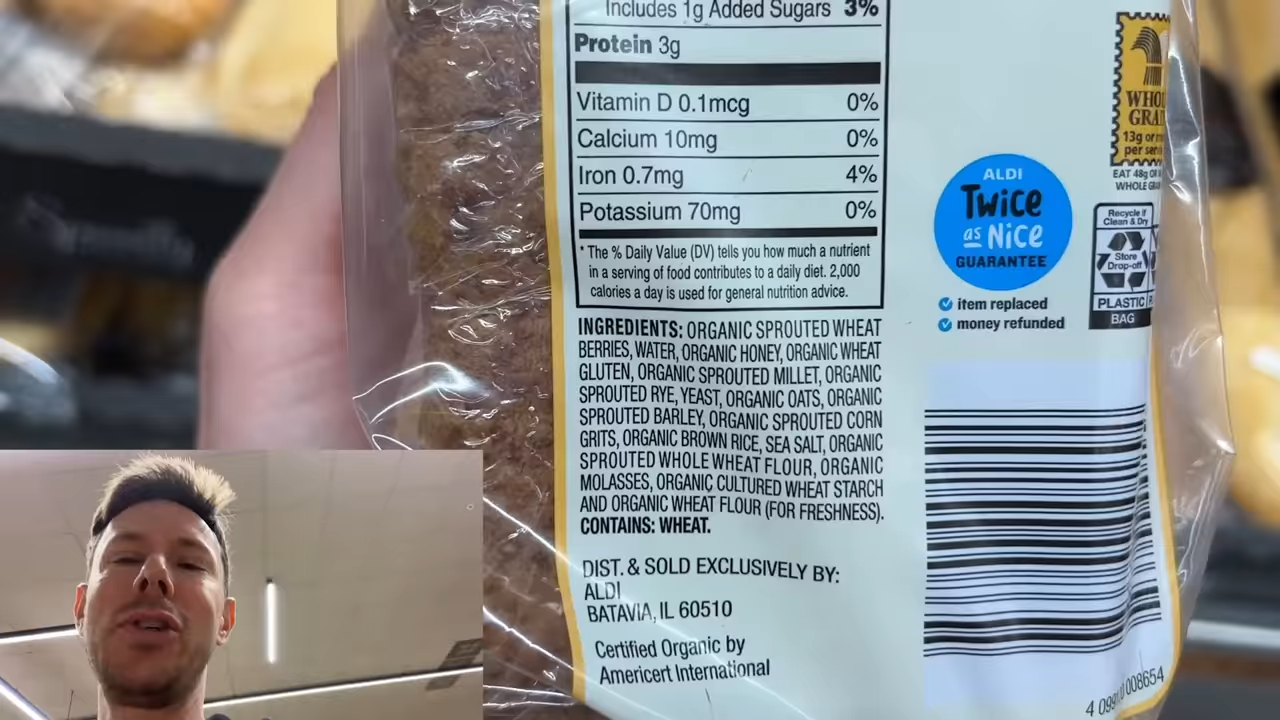 Includes 1g Added Sugars 3%
Protein 3g
Vitamin D 0.1mcg 0%
Calcium 10mg 0%
Iron 0.7mg 4%
Potassium 70mg 0%
* The % Daily Value (DV) tells you how much a nutrient
in a serving of food contributes to a daily diet. 2,000
calories a day is used for general nutrition advice.
INGREDIENTS: ORGANIC SPROUTED WHEAT
BERRIES, WATER, ORGANIC HONEY, ORGANIC WHEAT
GLUTEN, ORGANIC SPROUTED MILLET, ORGANIC
SPROUTED RYE, YEAST, ORGANIC OATS, ORGANIC
SPROUTED BARLEY, ORGANIC SPROUTED CORN
GRITS, ORGANIC BROWN RICE, SEA SALT, ORGANIC
SPROUTED WHOLE WHEAT FLOUR, ORGANIC
MOLASSES, ORGANIC CULTURED WHEAT STARCH
AND ORGANIC WHEAT FLOUR (FOR FRESHNESS).
CONTAINS: WHEAT.
DIST. & SOLD EXCLUSIVELY BY:
ALDI
BATAVIA, IL 60510
Certified Organic by
Americert International
ALDI
Twice
as Nice
GUARANTEE
item replaced
money refunded
13g or
per
EAT 48g
WHOLE
Recycle if
Clean & Dry
Store
Drop-off
PLASTIC
BAG
008654